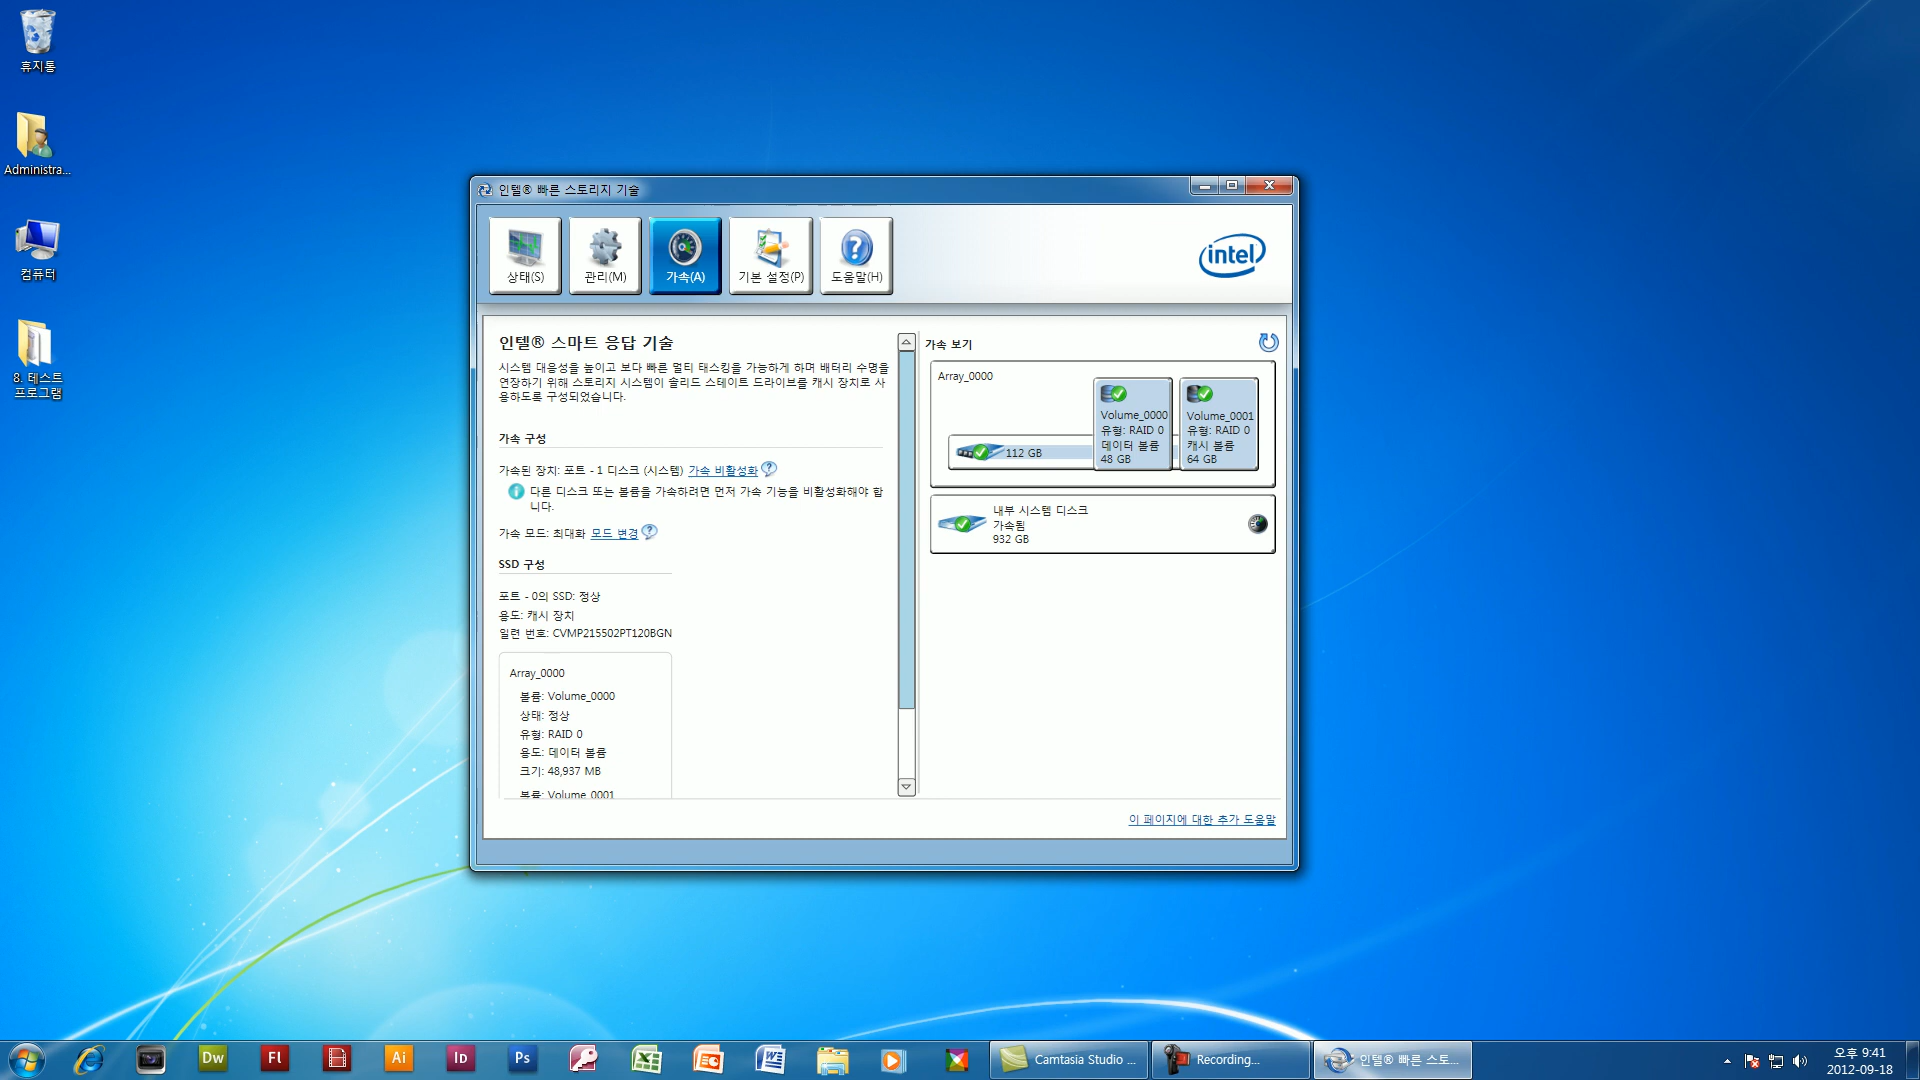 휴지통
Administra...
컴퓨터
8. 테스트
프로그램
인텔® 빠른 스토리지 기술
상태(S)
관리(M)
가속(A)
기본 설정(P)
도움말(H)
intel
인텔® 스마트 응답 기술
시스템 대응성을 높이고 보다 빠른 멀티 태스킹을 가능하게 하며 배터리 수명을
연장하기 위해 스토리지 시스템이 솔리드 스테이트 드라이브를 캐시 장치로 사
용하도록 구성되었습니다.
가속 구성
가속된 장치: 포트 - 1 디스크 (시스템) 가속 비활성화
다른 디스크 또는 볼륨을 가속하려면 먼저 가속 기능을 비활성화해야 합
니다.
가속 모드: 최대화 모드 변경
SSD 구성
포트 - 0의 SSD: 정상
용도: 캐시 장치
일련 번호: CVMP215502PT120BGN
Array_0000
볼륨: Volume_0000
상태: 정상
유형: RAID 0
용도: 데이터 볼륨
크기: 48,937 MB
볼륨: Volume_0001
가속 보기
Array_0000
112 GB
Volume_0000
유형: RAID 0
데이터 볼륨
48 GB
Volume_0001
유형: RAID 0
캐시 볼륨
64 GB
내부 시스템 디스크
가속됨
932 GB
이 페이지에 대한 추가 도움말
Dw
Fl
Ai
Id
Ps
Camtasia Studio ...
Recording...
인텔® 빠른 스토...
오후 9:41
2012-09-18